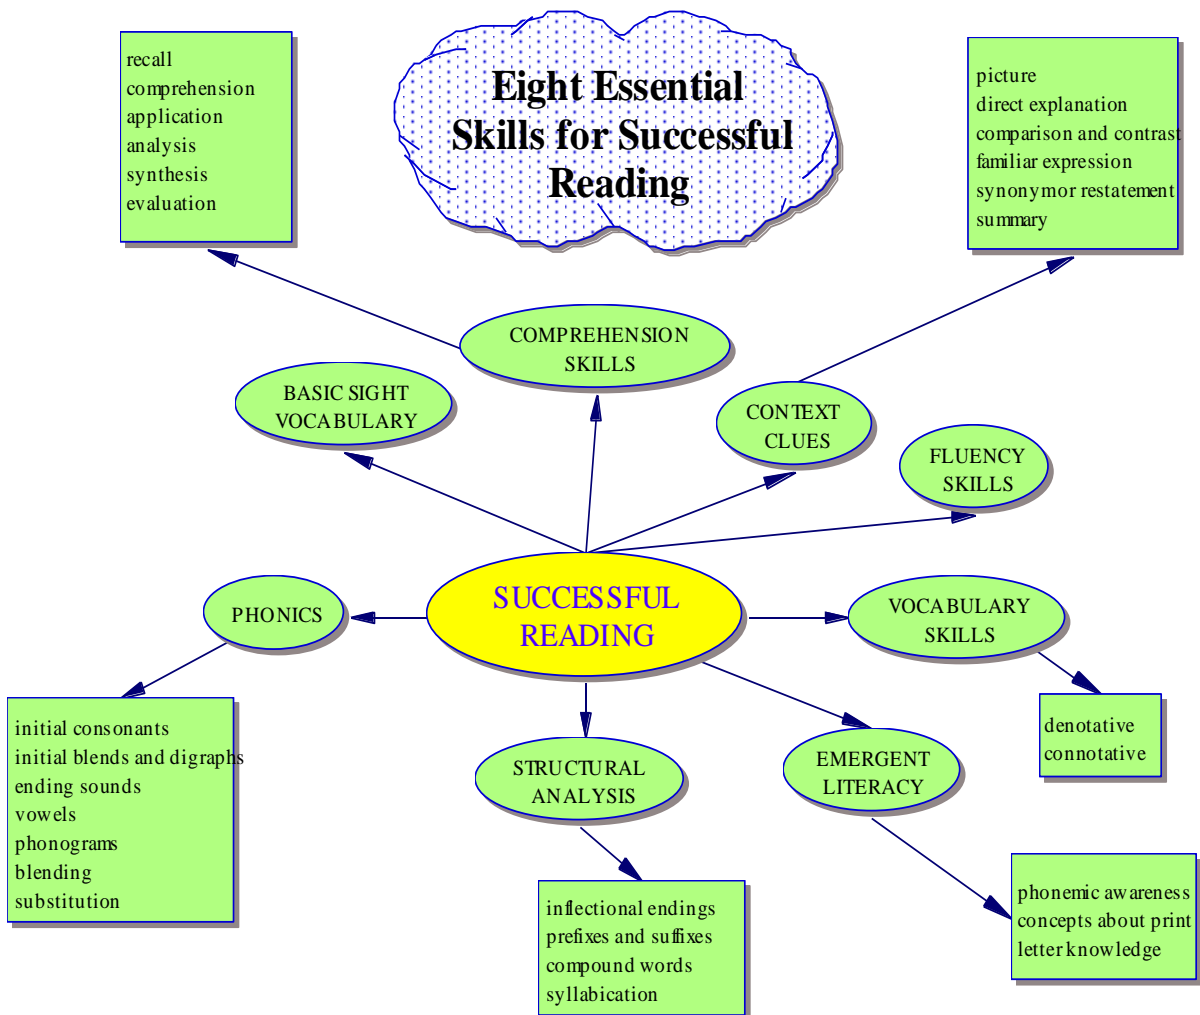 Eight Essential
Skills for Successful
Reading
recall
comprehension
application
analysis
synthesis
evaluation
picture
direct explanation
comparison and contrast
familiar expression
synonym or restatement
summary
COMPREHENSION
SKILLS
BASIC SIGHT
VOCABULARY
CONTEXT
CLUES
FLUENCY
SKILLS
SUCCESSFUL
READING
PHONICS
VOCABULARY
SKILLS
initial consonants
initial blends and digraphs
ending sounds
vowels
phonograms
blending
substitution
denotative
connotative
STRUCTURAL
ANALYSIS
EMERGENT
LITERACY
inflectional endings
prefixes and suffixes
compound words
syllabication
phonemic awareness
concepts about print
letter knowledge